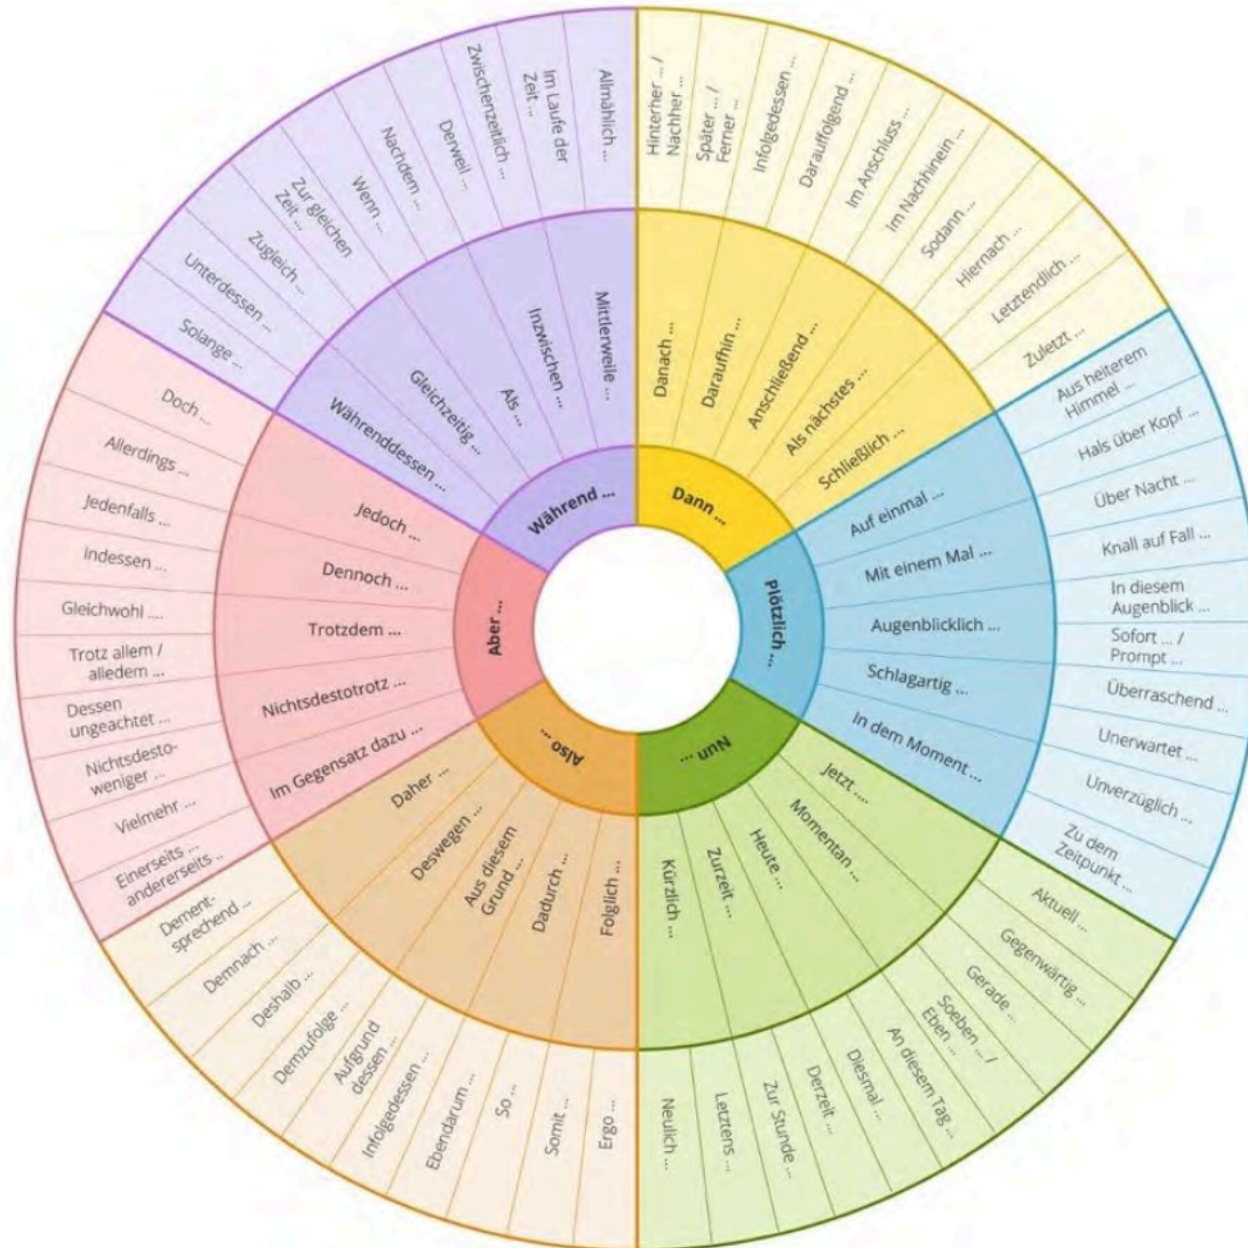 Während ...
Mittlerweile ...
Inzwischen ...
Als ...
Gleichzeitig ...
Währenddessen ...
Allmählich ...
Im Laufe der
Zeit ...
Zwischenzeitlich ...
Derweil ...
Nachdem ...
Wenn ...
Zur gleichen
Zeit ...
Zugleich ...
Unterdessen ...
Solange ...
Dann ...
Danach ...
Daraufhin ...
Anschließend ...
Als nächstes ...
Schließlich ...
Hinterher ... /
Nachher ...
Später ... /
Ferner ...
Infolgedessen ...
Darauffolgend ...
Im Anschluss ...
Im Nachhinein ...
Sodann ...
Hiernach ...
Letztendlich ...
Zuletzt ...
Plötzlich ...
Auf einmal ...
Mit einem Mal ...
Augenblicklich ...
Schlagartig ...
In dem Moment ...
Aus heiterem
Himmel ...
Hals über Kopf ...
Über Nacht ...
Knall auf Fall ...
In diesem
Augenblick ...
Sofort ... /
Prompt ...
Überraschend ...
Unerwartet ...
Unverzüglich ...
Zu dem
Zeitpunkt ...
Nun ...
Jetzt ....
Momentan ...
Heute ...
Zurzeit ...
Kürzlich ...
Aktuell ...
Gegenwärtig ...
Gerade ...
Soeben ... /
Eben ...
An diesem Tag ...
Diesmal ...
Derzeit ...
Zur Stunde ...
Letztens ...
Neulich ...
Also ...
Folglich ...
Dadurch ...
Aus diesem
Grund ...
Deswegen ...
Daher ...
Ergo ...
Somit ...
So ...
Ebendarum ...
Infolgedessen ...
Aufgrund
dessen ...
Demzufolge ...
Deshalb ...
Demnach ...
Dement-
sprechend ...
Aber ...
Im Gegensatz dazu ...
Nichtsdestotrotz ...
Trotzdem ...
Dennoch ...
Jedoch ...
Einerseits ...
andererseits ..
Vielmehr ...
Nichtsdesto-
weniger ...
Dessen
ungeachtet ...
Trotz allem /
alledem ...
Gleichwohl ....
Indessen ...
Jedenfalls ...
Allerdings ...
Doch ...